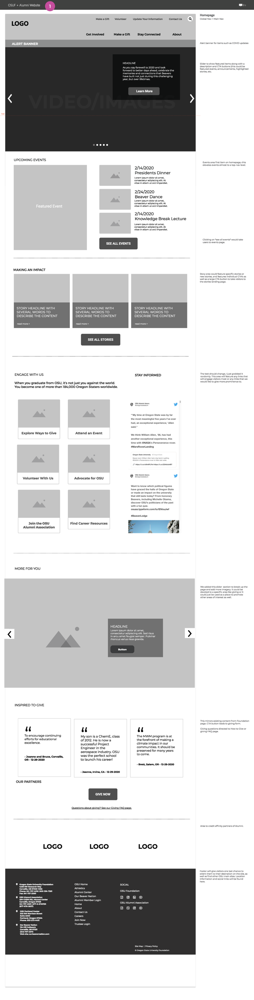 OSUF + Alumni Website
1
Make a Gift Volunteer Update Your Information Contact Us
LOGO
Get Involved Make a Gift Stay Connected About
Homepage
Global Nav + Main Nav
ALERT BANNER
Alert banner for items such as COVID updates
HEADLINE
As you say farewell to 2020 and look
forward to better days ahead, celebrate the
memories and connections that Beavers
have built not just during this challenging
year, but over lifetimes.
Learn More
VIDEO/IMAGES
Slider to show featured items along with a
description and CTA buttons (this could be
featured events, announcements, highlighted
stories, etc.
UPCOMING EVENTS
Featured Event
2/14/2020
Presidents Dinner
Lorem ipsum dolor sit amet,
consectetur adipiscing elit. At
vitae in etiam ut orci imperdiet.
2/24/2020
Beaver Dance
Lorem ipsum dolor sit amet,
consectetur adipiscing elit. At
vitae in etiam ut orci imperdiet.
2/14/2020
Knowledge Break Lecture
Lorem ipsum dolor sit amet,
consectetur adipiscing elit. At
vitae in etiam ut orci imperdiet.
SEE ALL EVENTS
Events area first item on homepage,-this
elevates events almost to a top-nav level.
Clicking on "see all events" would take
users to events page.
MAKING AN IMPACT
STORY HEADLINE WITH
SEVERAL WORDS TO
DESCRIBE THE CONTENT
read more >
STORY HEADLINE WITH
SEVERAL WORDS TO
DESCRIBE THE CONTENT
read more >
STORY HEADLINE WITH
SEVERAL WORDS TO
DESCRIBE THE CONTENT
read more >
SEE ALL STORIES
Story area could feature specific stories or
new stories, and features individual CTA's as
well as a large CTA button to take visitors to
the stories landing page.
ENGAGE WITH US
When you graduate from OSU, it's not just you against the world.
You become one of more than 184,000 Oregon Staters worldwide.
Explore Ways to Give
Attend an Event
Volunteer With Us
Advocate for OSU
Join the OSU
Alumni Association
Find Career Resources
STAY INFORMED
OSU Alumni Assoc.
@oregonstatealum
"'My time at Oregon State was by far
the most meaningful five years I've ever
had, an exceptional experience,' Allen
said."
We think William Allen, '86, has had
another exceptional experience, this
time with @NASA's Perseverance rover.
#MarsRoverLanding
Oregon State University @OregonState
Beaver alum William Allen had a big hand in getting
@NASA's Perseverance rover to Mars last week.
OSU Alumni Assoc.
@oregonstatealum
Want to know which political figures
have graced the halls of Oregon State
or made an impact on the university
that still lasts today? From honorary
Beavers, including Michelle Obama,
discover OSU's politicians of the past
with a fun quiz.
osuaa.typeform.com/to/IDVouJwf
#BeaverLodge
The text should change, I just grabbed it
randomly. This area will feature any links that
will engage visitors most or any links that we
would like to give more prominence to.
MORE FOR YOU
HEADLINE
Lorem ipsum dolor sit amet,
consectetur adipiscing elit. Sed risus
in arcu amet feugiat semper. Pulvinar
rhoncus varius risus gravida.
Button
We added this slider section to break up the
page and add more imagery. It could be
devoted to a specific area like giving or it
could just be used as a place to promote
other areas of interest as well.
INSPIRED TO GIVE
“
To encourage continuing
efforts for educational
excellence.
- Joanne and Bruce, Corvallis,
OR - 12-29-2020
“
My son is a ChemE, class
of 2012. He is now a
successful Project
Engineer in the
aerospace industry. OSU
was the perfect school
to launch his career!
- Jeanne, Irvine, CA - 12-29-2020
“
The MWM program is at
the forefront of making a
climate impact in our
communities. It should be
preserved for many years
to come.
- Brett, Salem, OR - 12-29-2020
This mirrors existing content from Foundation
page. CTA button leads to giving form.
Giving questions directed to How to Give or
giving FAQ page.
OUR PARTNERS
GIVE NOW
Questions about giving? See our Giving FAQ page.
Area to credit affinity partners of Alumni.
LOGO LOGO LOGO
Footer will give visitors one last chance to
orient them to their desination on the site, as
well as find other OSU main sites. Location
information and social links will be found
here.
Oregon State University Foundation
4238 SW Research Way
Corvallis, OR 97333-1068
Phone: 541-737-4218 | 800-354-7281
Fax: 541-737-2550
OSU Alumni Association
204 CH2M HILL Alumni Center
Corvallis, Oregon 97331
541-737-2351 | 877-O-STATER
(877-678-2837)
OSU Portland Center
555 SW Morrison Street
Suite 2200
Portland, Oregon 97204
Phone: 503-273-4401
Our Beaver Nation
134 Gill Coliseum
Corvallis, OR 97331
(541) 737-2370
Web site: ourbeavernation.com
OSU Home
Athletics
Alumni Center
Our Beaver Nation
Alumni Member Login
Home
About
Contact Us
Careers
Join Now
Trustee Login
SOCIAL
OSU Foundation
OSU Alumni Association
Site Map | Privacy Policy
© Oregon State University Foundation